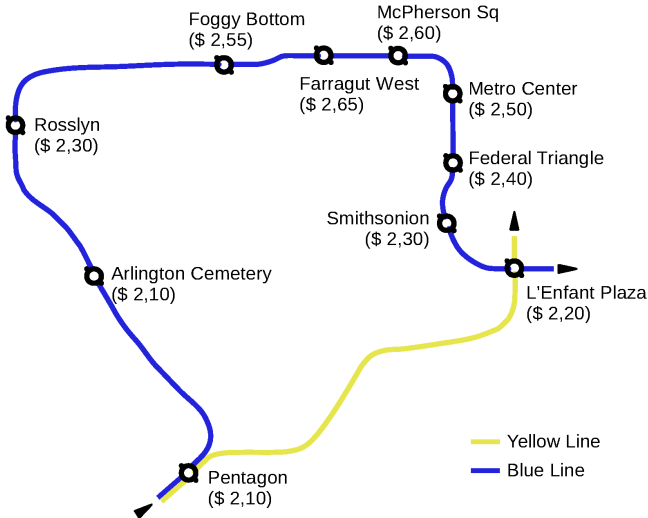 McPherson Sq
($ 2,60)
Foggy Bottom
($ 2,55)
Farragut West
($ 2,65)
Metro Center
($ 2,50)
Rosslyn
($ 2,30)
Federal Triangle
($ 2,40)
Smithsonion
($ 2,30)
Arlington Cemetery
($ 2,10)
L'Enfant Plaza
($ 2,20)
Pentagon
($ 2,10)
Yellow Line
Blue Line